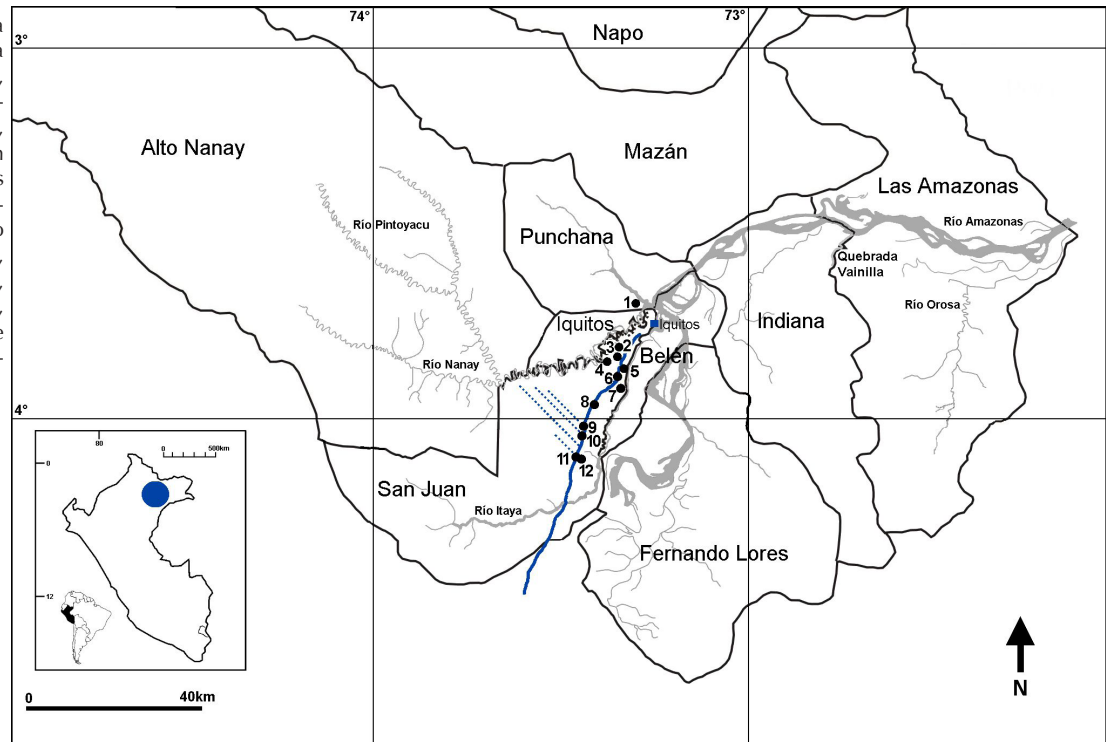 74°
73°
3°
Napo
Alto Nanay
Mazán
Las Amazonas
Río Pintoyacu
Río Amazonas
Punchana
Quebrada
Vainilla
1
Río Orosa
Iquitos
Iquitos
Indiana
3
2
Belén
Río Nanay
4
5
6
7
8
4°
9
10
80
0
500km
11
12
8
San Juan
Río Itaya
Fernando Lores
12
0
40km
N